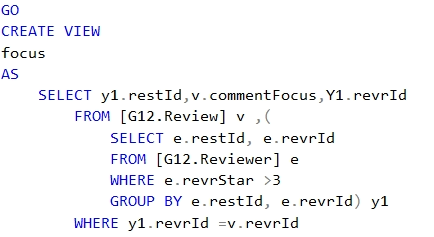 GO
CREATE VIEW
focus
AS
SELECT y1.restId,v.commentFocus,Y1.revrId
FROM [G12.Review] v ,(
SELECT e.restId, e.revrId
FROM [G12.Reviewer] e
WHERE e.revrStar >3
GROUP BY e.restId, e.revrId) y1
WHERE y1.revrId =v.revrId